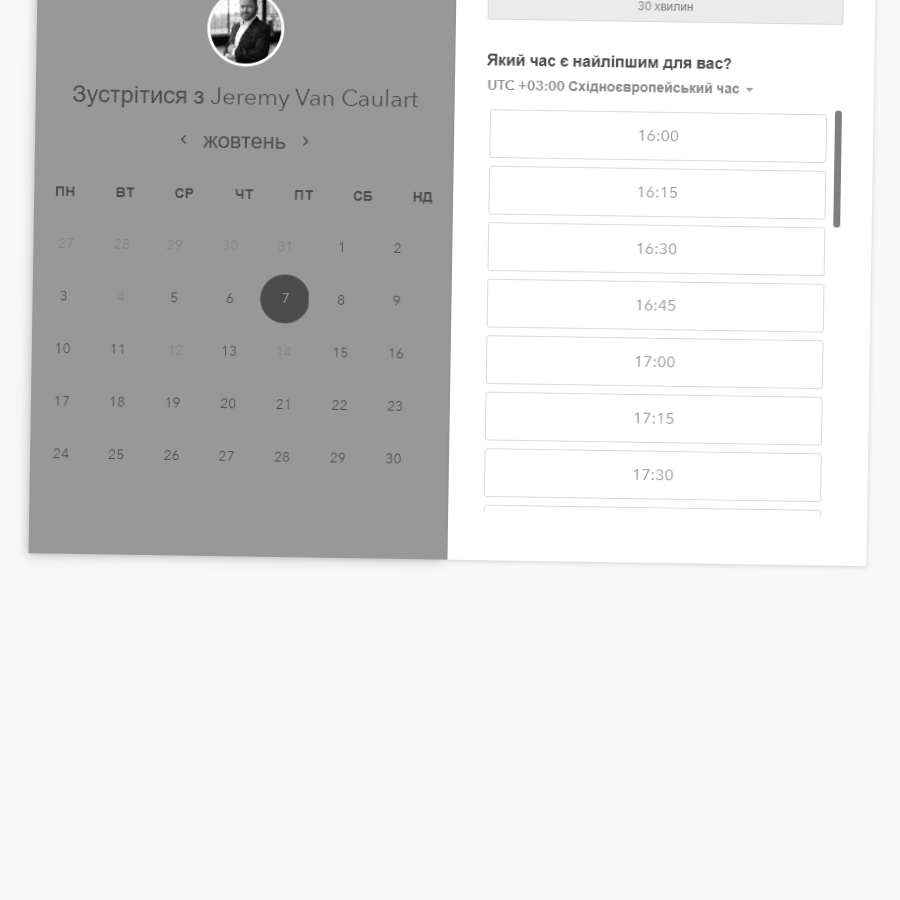 Зустрітися з Jeremy Van Caulart
жовтень
ПН ВТ СР ЧТ ПТ СБ НД
27 28 29 30 31 1 2
3 4 5 6 7 8 9
10 11 12 13 14 15 16
17 18 19 20 21 22 23
24 25 26 27 28 29 30
30 хвилин
Який час є найліпшим для вас?
UTC +03:00 Східноєвропейський час
16:00
16:15
16:30
16:45
17:00
17:15
17:30